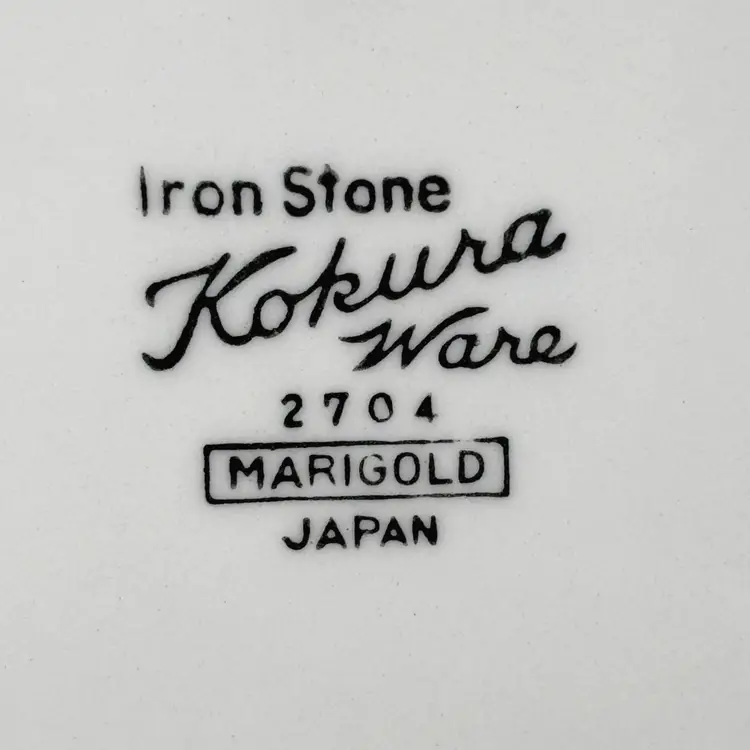 Iron Stone
Kokura
Ware
2704
MARIGOLD
JAPAN